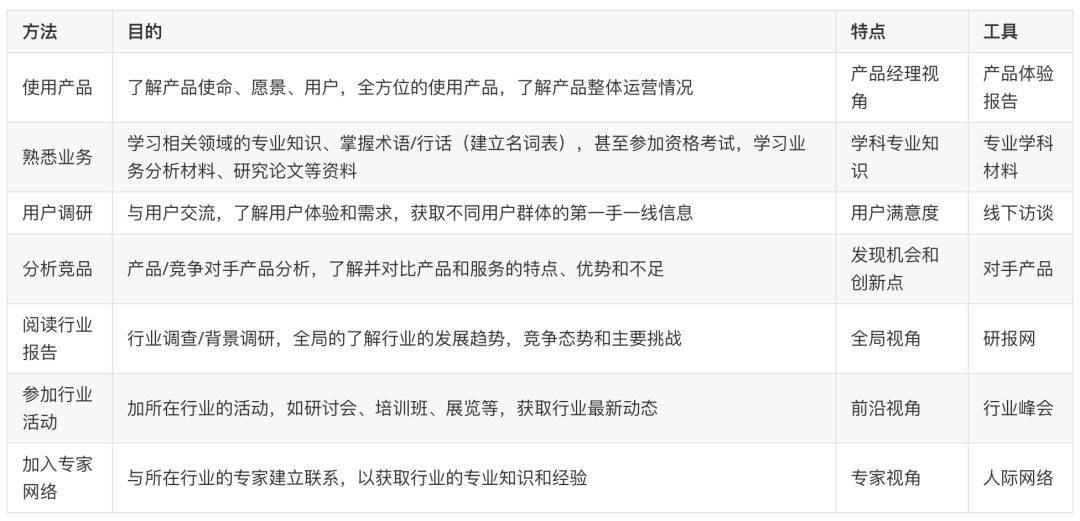 方法 目的 特点 工具
使用产品 了解产品使命、愿景、用户，全方位的使用产品，了解产品整体运营情况 产品经理视角 产品体验报告
熟悉业务 学习相关领域的专业知识、掌握术语/行话（建立名词表），甚至参加资格考试，学习业务分析材料、研究论文等资料 学科专业知识 专业学科材料
用户调研 与用户交流，了解用户体验和需求，获取不同用户群体的第一手一线信息 用户满意度 线下访谈
分析竞品 产品/竞争对手产品分析，了解并对比产品和服务的特点、优势和不足 发现机会和创新点 对手产品
阅读行业报告 行业调查/背景调研，全局的了解行业的发展趋势，竞争态势和主要挑战 全局视角 研报网
参加行业活动 加所在行业的活动，如研讨会、培训班、展览等，获取行业最新动态 前沿视角 行业峰会
加入专家网络 与所在行业的专家建立联系，以获取行业的专业知识和经验 专家视角 人际网络